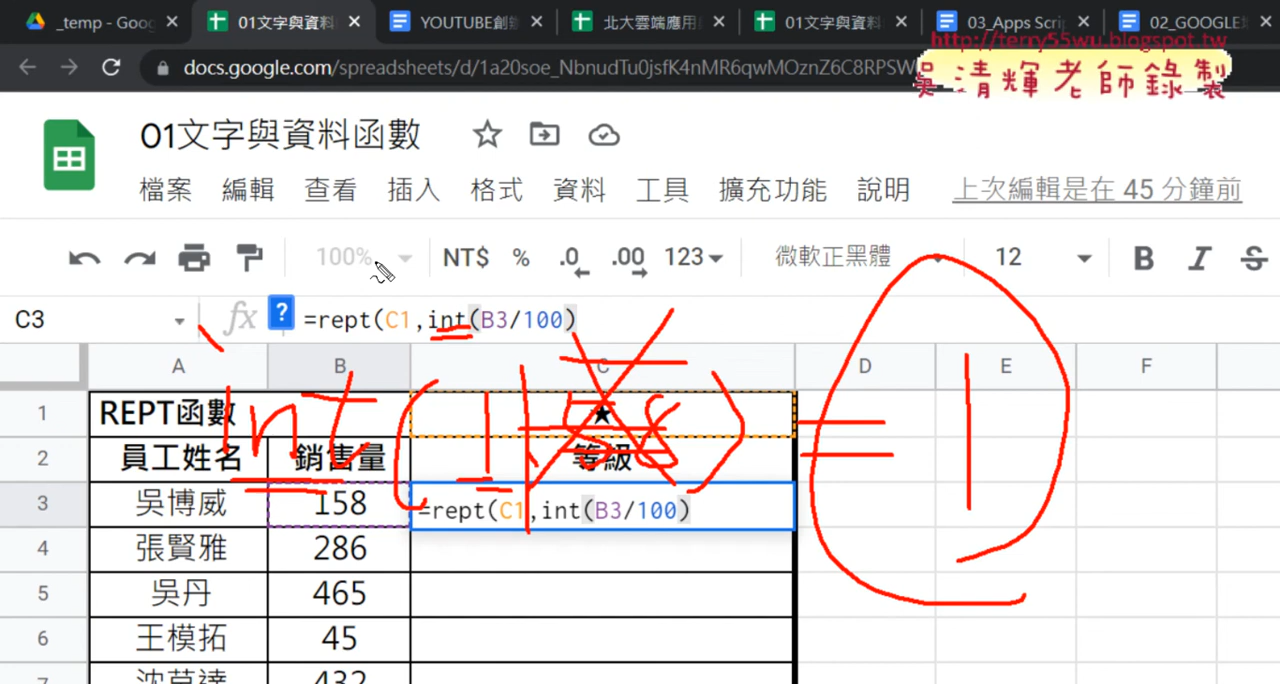 _temp - Goog
01文字與資料
YOUTUBE創
北大雲端應用
01文字與資料
03_Apps Scrip
02_GOOGLE
http://terry55wu.blogspot.tw
docs.google.com/spreadsheets/d/1a20soe_NbnudTu0jsfK4nMR6qwMOznZ6C8RPSW
吳清輝老師錄製
01文字與資料函數
檔案 編輯 查看 插入 格式 資料 工具 擴充功能 說明 上次編輯是在 45 分鐘前
100% NT$ % .0 .00 123 微軟正黑體 12 B I S
C3 fx ? =rept(C1,int(B3/100)
A B C D E F
1 REPT函數 ★
2 員工姓名 銷售量 等級
int(1.58) = 1
3 吳博威 158 =rept(C1,int(B3/100)
4 張賢雅 286
5 吳丹 465
6 王模拓 45
7 432